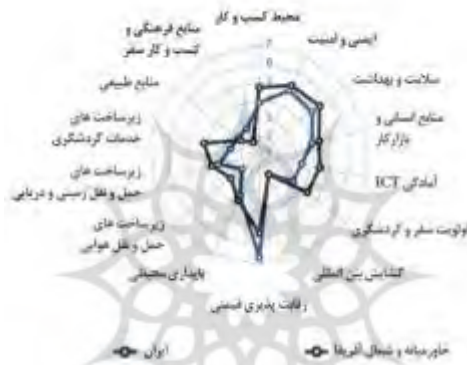 محیط کسب و کار
ایمنی و امنیت
سلامت و بهداشت
منابع انسانی و
بازار کار
آمادگی ICT
اولویت سفر و گردشگری
گشایش بین المللی
رقابت پذیری قیمتی
پایداری محیطی
زیرساخت های
حمل و نقل هوایی
زیرساخت های
حمل و نقل زمینی و دریایی
زیرساخت های
خدمات گردشگری
منابع طبیعی
منابع فرهنگی و
کسب و کار سفر
خاورمیانه و شمال آفریقا
ایران